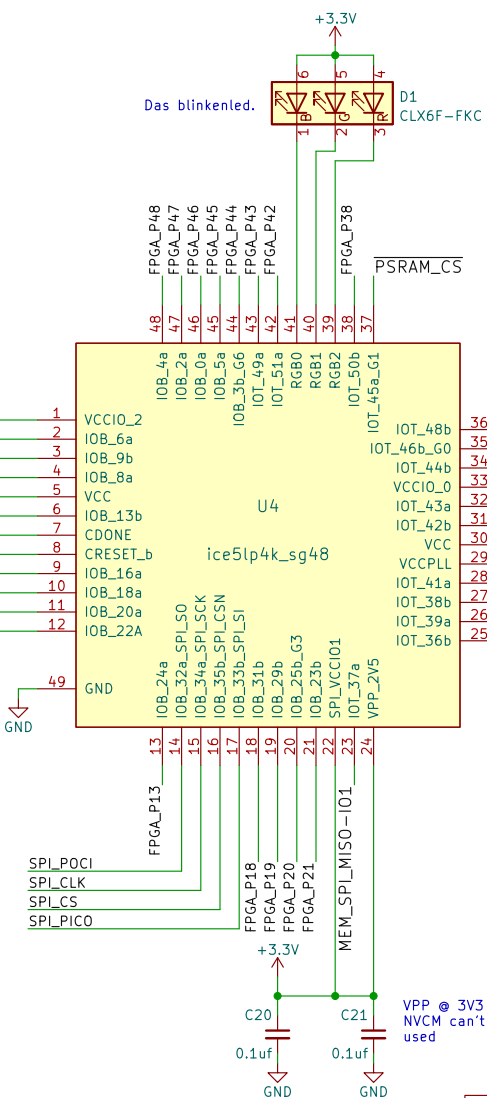 +3.3V
6
5
4
Das blinkenled.
D1
CLX6F-FKC
B
G
R
1
2
3
FPGA_P48
FPGA_P47
FPGA_P46
FPGA_P45
FPGA_P44
FPGA_P43
FPGA_P42
FPGA_P38
PSRAM_CS
48
47
46
45
44
43
42
41
40
39
38
37
IOB_4a
IOB_2a
IOB_0a
IOB_5a
IOB_3b_G6
IOT_49a
IOT_51a
RGB0
RGB1
RGB2
IOT_50b
IOT_45a_G1
1 VCCIO_2
2 IOB_6a
3 IOB_9b
4 IOB_8a
5 VCC
6 IOB_13b
7 CDONE
8 CRESET_b
9 IOB_16a
10 IOB_18a
11 IOB_20a
12 IOB_22A
49 GND
GND
U4
ice5lp4k_sg48
IOT_48b 36
IOT_46b_G0 35
IOT_44b 34
VCCIO_0 33
IOT_43a 32
IOT_42b 31
VCC 30
VCCPLL 29
IOT_41a 28
IOT_38b 27
IOT_39a 26
IOT_36b 25
IOB_24a
IOB_32a_SPI_SO
IOB_34a_SPI_SCK
IOB_35b_SPI_CSN
IOB_33b_SPI_SI
IOB_31b
IOB_29b
IOB_25b_G3
IOB_23b
SPI_VCCIO1
IOT_37a
VPP_2V5
13
14
15
16
17
18
19
20
21
22
23
24
FPGA_P13
SPI_POCI
SPI_CLK
SPI_CS
SPI_PICO
FPGA_P18
FPGA_P19
FPGA_P20
FPGA_P21
MEM_SPI_MISO-IO1
+3.3V
C20
0.1uf
GND
C21
0.1uf
GND
VPP @ 3V3
NVCM can't
used